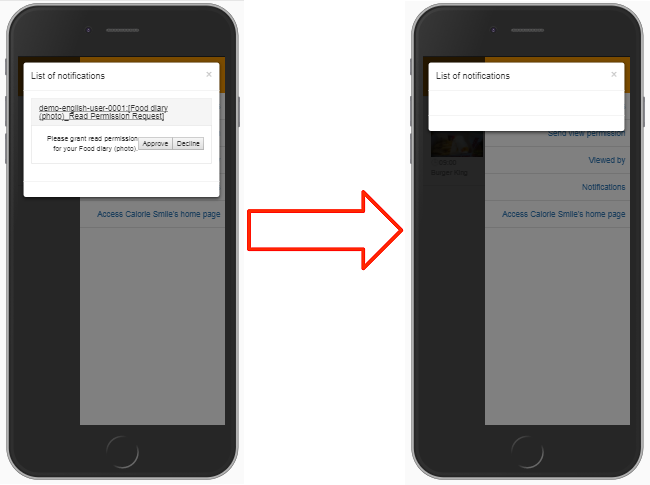 List of notifications ×
demo-english-user-0001:[Food diary
(photo)_Read Permission Request]
Please grant read permission
for your Food diary (photo).
Approve Decline
Access Calorie Smile's home page
List of notifications ×
Send view permission
Viewed by
Burger King
Notifications
Access Calorie Smile's home page